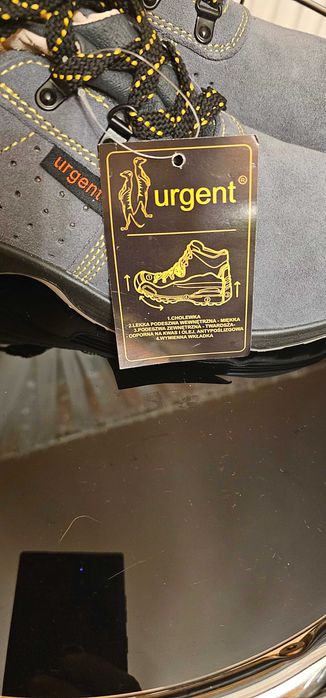 urgent
urgent®
1.CHOLEWKA
2.LEKKA PODESZWA WEWNĘTRZNA - MIĘKKA
3.PODESZWA ZEWNĘTRZNA - TWARDSZA-
- ODPORNA NA KWAS I OLEJ, ANTYPOŚLIZGOWA
4.WYMIENNA WKŁADKA